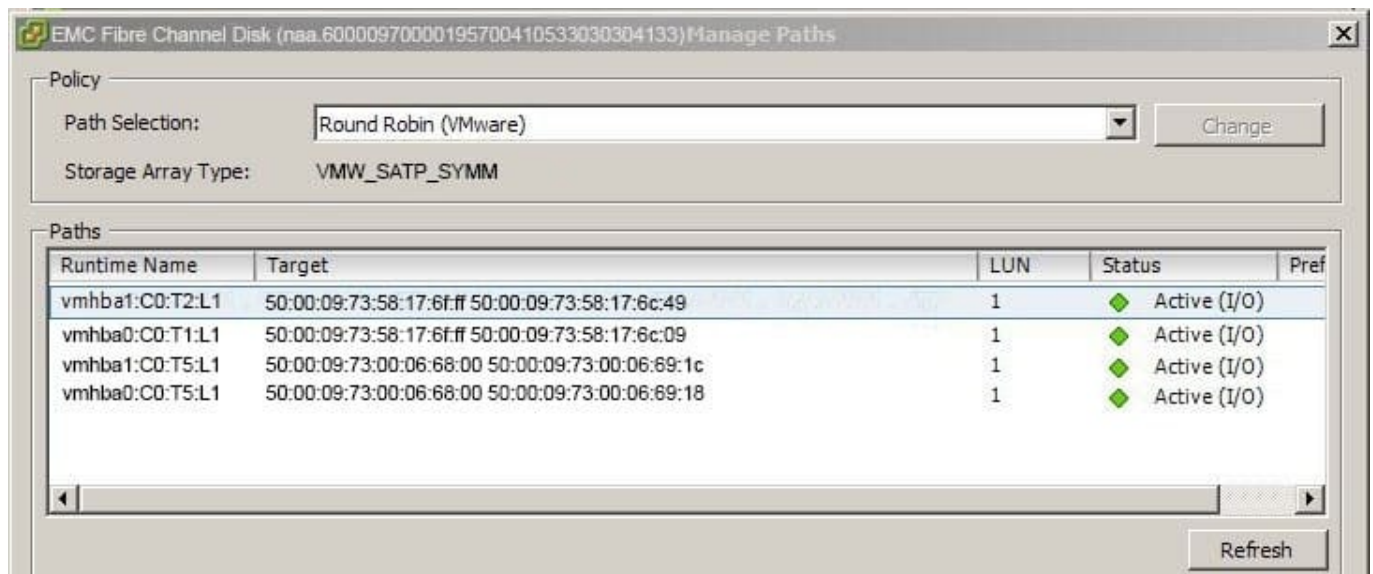 EMC Fibre Channel Disk (naa.60000970000195700410533030304133)Manage Paths
Policy
Path Selection: Round Robin (VMware) Change
Storage Array Type: VMW_SATP_SYMM
Paths
Runtime Name Target LUN Status Pref
vmhba1:C0:T2:L1 50:00:09:73:58:17:6f:ff 50:00:09:73:58:17:6c:49 1 Active (I/O)
vmhba0:C0:T1:L1 50:00:09:73:58:17:6f:ff 50:00:09:73:58:17:6c:09 1 Active (I/O)
vmhba1:C0:T5:L1 50:00:09:73:00:06:68:00 50:00:09:73:00:06:69:1c 1 Active (I/O)
vmhba0:C0:T5:L1 50:00:09:73:00:06:68:00 50:00:09:73:00:06:69:18 1 Active (I/O)
Refresh